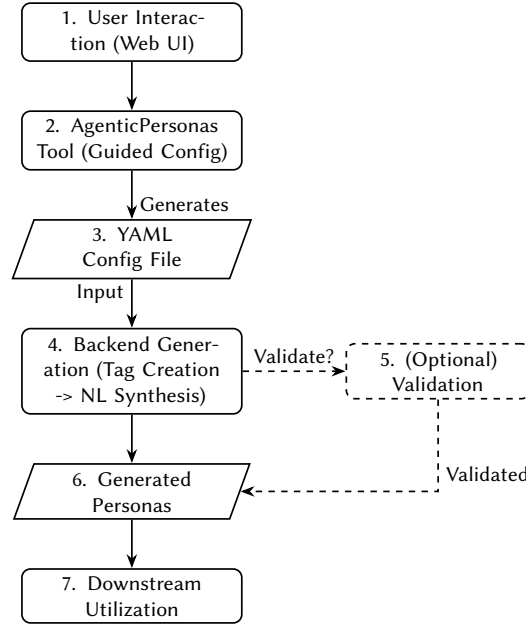 1. User Interac-
tion (Web UI)
2. AgenticPersonas
Tool (Guided Config)
Generates
3. YAML
Config File
Input
4. Backend Gener-
ation (Tag Creation
-> NL Synthesis)
Validate?
5. (Optional)
Validation
Validated
6. Generated
Personas
7. Downstream
Utilization